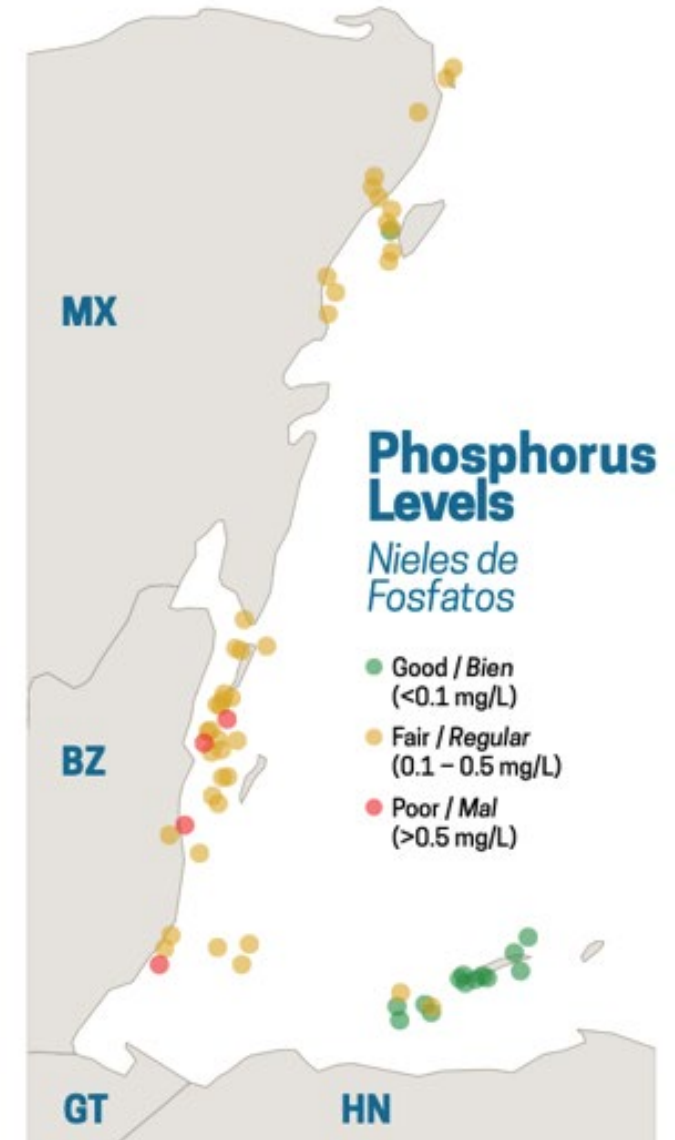 MX
Phosphorus
Levels
Nieles de
Fosfatos
Good / Bien
(<0.1 mg/L)
Fair / Regular
(0.1 – 0.5 mg/L)
Poor / Mal
(>0.5 mg/L)
BZ
GT
HN